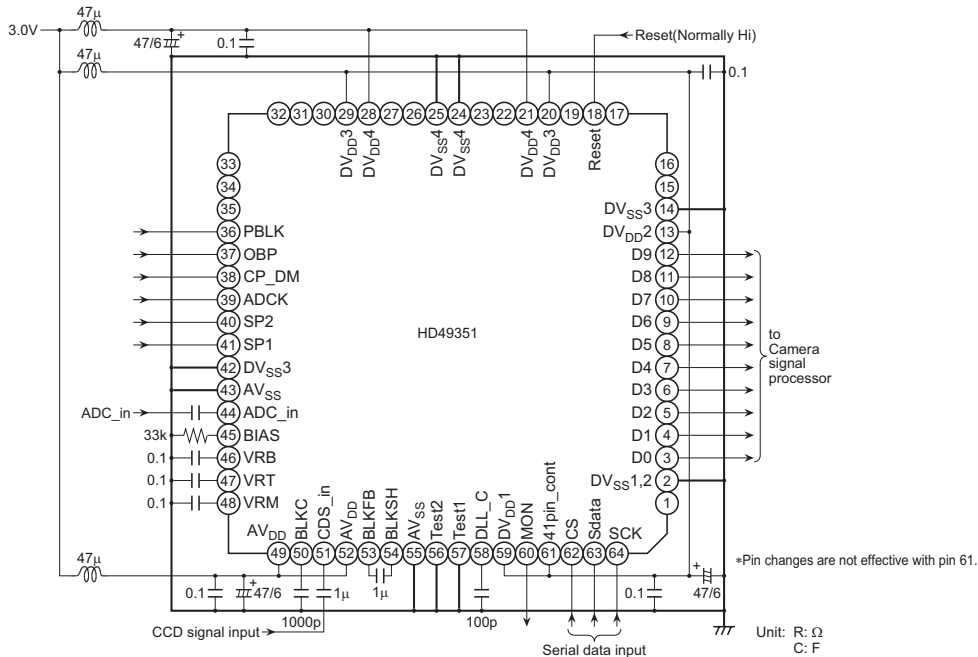 47μ
3.0V
47/6
+
0.1
Reset(Normally Hi)
47μ
0.1
32 31 30 29 28 27 26 25 24 23 22 21 20 19 18 17
DVDD3
DVDD4
DVSS4
DVSS4
DVDD4
DVDD3
Reset
33
34
35
36 PBLK
37 OBP
38 CP_DM
39 ADCK
40 SP2
41 SP1
42 DVSS3
43 AVSS
ADC_in 44 ADC_in
33k 45 BIAS
0.1 46 VRB
0.1 47 VRT
0.1 48 VRM
HD49351
16
15
DVSS3 14
DVDD2 13
D9 12
D8 11
D7 10
D6 9
D5 8
D4 7
D3 6
D2 5
D1 4
D0 3
DVSS1,2 2
1
to
Camera
signal
processor
AVDD
BLKC
CDS_in
AVDD
BLKFB
BLKSH
AVSS
Test2
Test1
DLL_C
DVDD1
MON
41pin_cont
CS
Sdata
SCK
49 50 51 52 53 54 55 56 57 58 59 60 61 62 63 64
*Pin changes are not effective with pin 61.
47μ
0.1
+
47/6
1μ
1μ
0.1
+
47/6
1000p
100p
CCD signal input
Serial data input
Unit: R: Ω
C: F